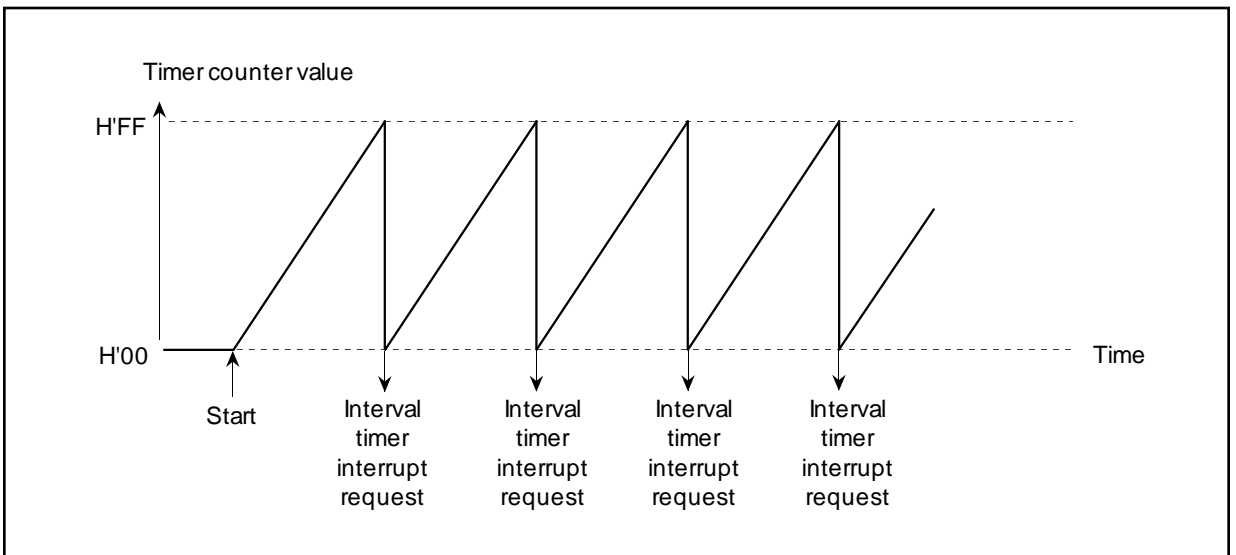 Timer counter value
H'FF
H'00
Time
Start
Interval
timer
interrupt
request
Interval
timer
interrupt
request
Interval
timer
interrupt
request
Interval
timer
interrupt
request